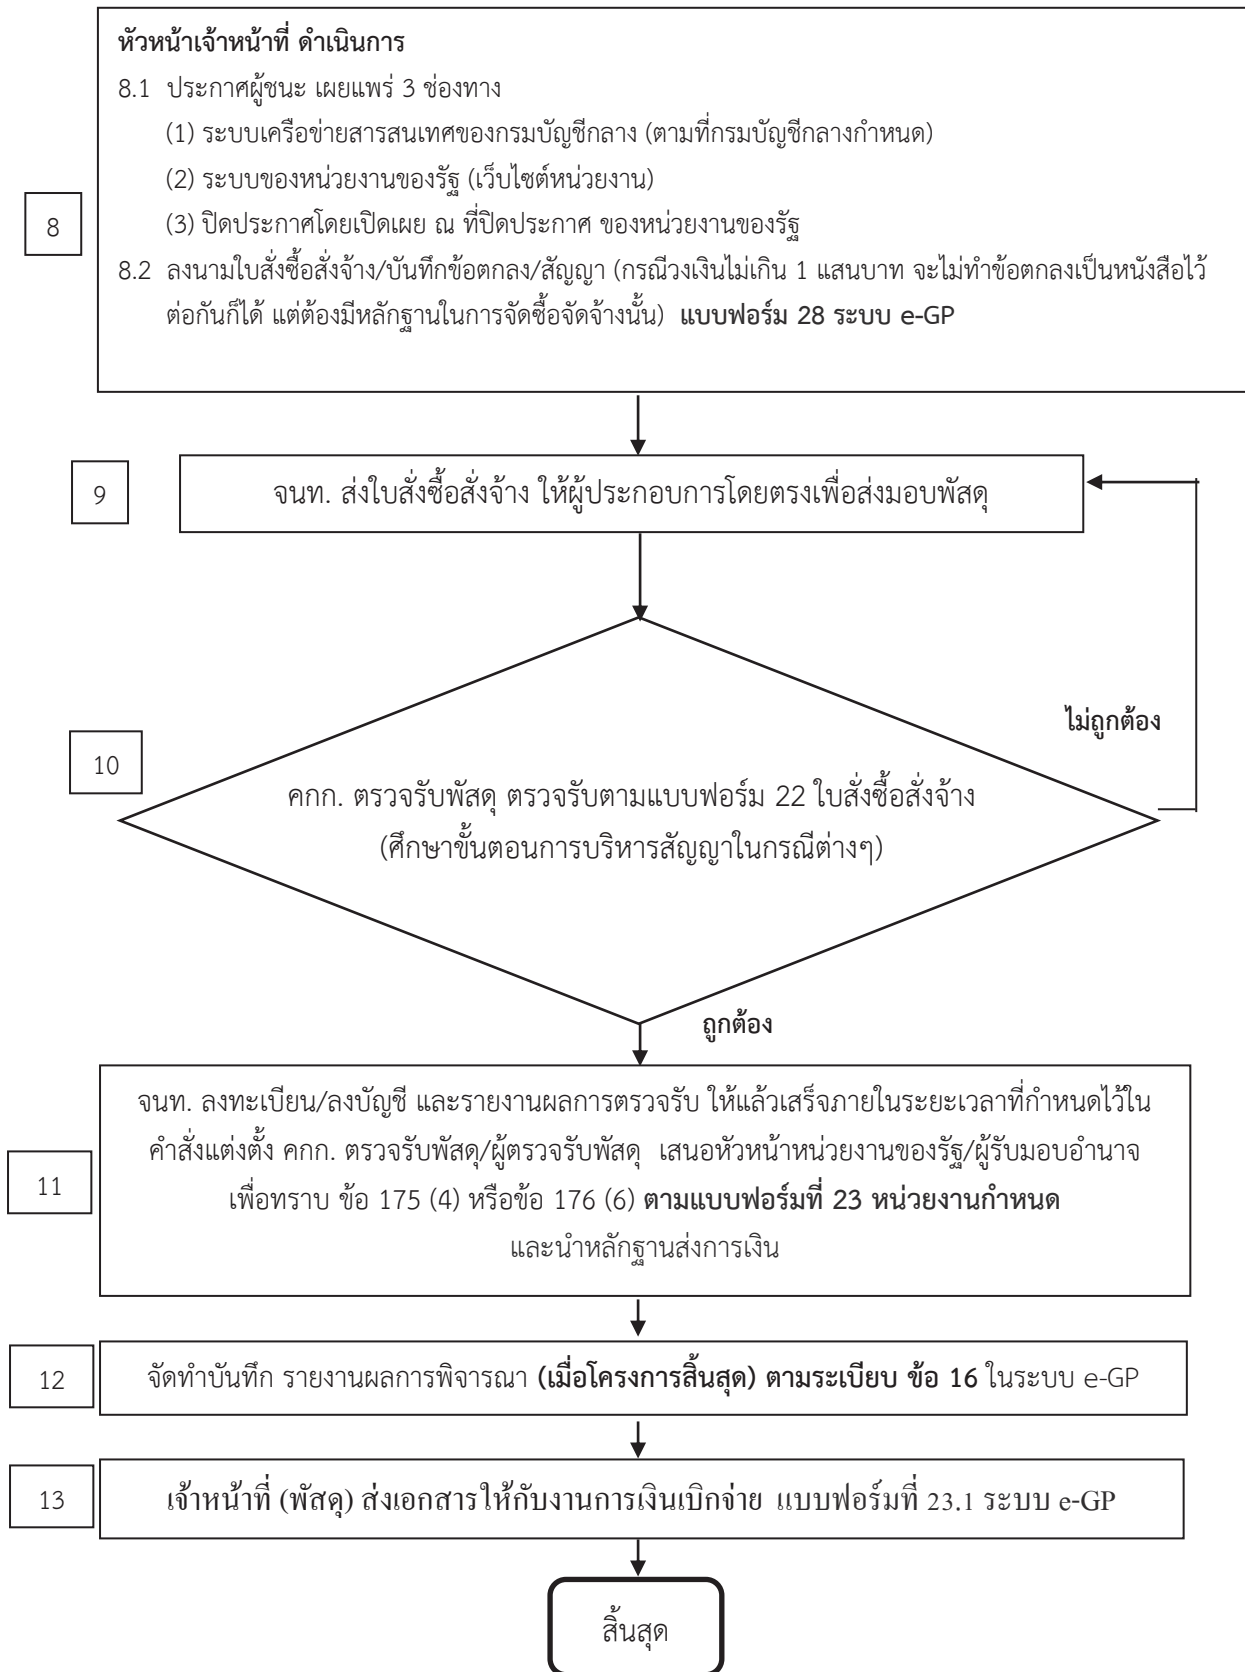 หัวหน้าเจ้าหน้าที่ ดำเนินการ
8.1 ประกาศผู้ชนะ เผยแพร่ 3 ช่องทาง
(1) ระบบเครือข่ายสารสนเทศของกรมบัญชีกลาง (ตามที่กรมบัญชีกลางกำหนด)
(2) ระบบของหน่วยงานของรัฐ (เว็บไซต์หน่วยงาน)
8
(3) ปิดประกาศโดยเปิดเผย ณ ที่ปิดประกาศ ของหน่วยงานของรัฐ
8.2 ลงนามใบสั่งซื้อสั่งจ้าง/บันทึกข้อตกลง/สัญญา (กรณีวงเงินไม่เกิน 1 แสนบาท จะไม่ทำข้อตกลงเป็นหนังสือไว้
ต่อกันก็ได้ แต่ต้องมีหลักฐานในการจัดซื้อจัดจ้างนั้น) แบบฟอร์ม 28 ระบบ e-GP
9
จนท. ส่งใบสั่งซื้อสั่งจ้าง ให้ผู้ประกอบการโดยตรงเพื่อส่งมอบพัสดุ
ไม่ถูกต้อง
10
คกก. ตรวจรับพัสดุ ตรวจรับตามแบบฟอร์ม 22 ใบสั่งซื้อสั่งจ้าง
(ศึกษาขั้นตอนการบริหารสัญญาในกรณีต่างๆ)
ถูกต้อง
จนท. ลงทะเบียน/ลงบัญชี และรายงานผลการตรวจรับ ให้แล้วเสร็จภายในระยะเวลาที่กำหนดไว้ใน
คำสั่งแต่งตั้ง คกก. ตรวจรับพัสดุ/ผู้ตรวจรับพัสดุ เสนอหัวหน้าหน่วยงานของรัฐ/ผู้รับมอบอำนาจ
11
เพื่อทราบ ข้อ 175 (4) หรือข้อ 176 (6) ตามแบบฟอร์มที่ 23 หน่วยงานกำหนด
และนำหลักฐานส่งการเงิน
12
จัดทำบันทึก รายงานผลการพิจารณา (เมื่อโครงการสิ้นสุด) ตามระเบียบ ข้อ 16 ในระบบ e-GP
13
เจ้าหน้าที่ (พัสดุ) ส่งเอกสารให้กับงานการเงินเบิกจ่าย แบบฟอร์มที่ 23.1 ระบบ e-GP
สิ้นสุด